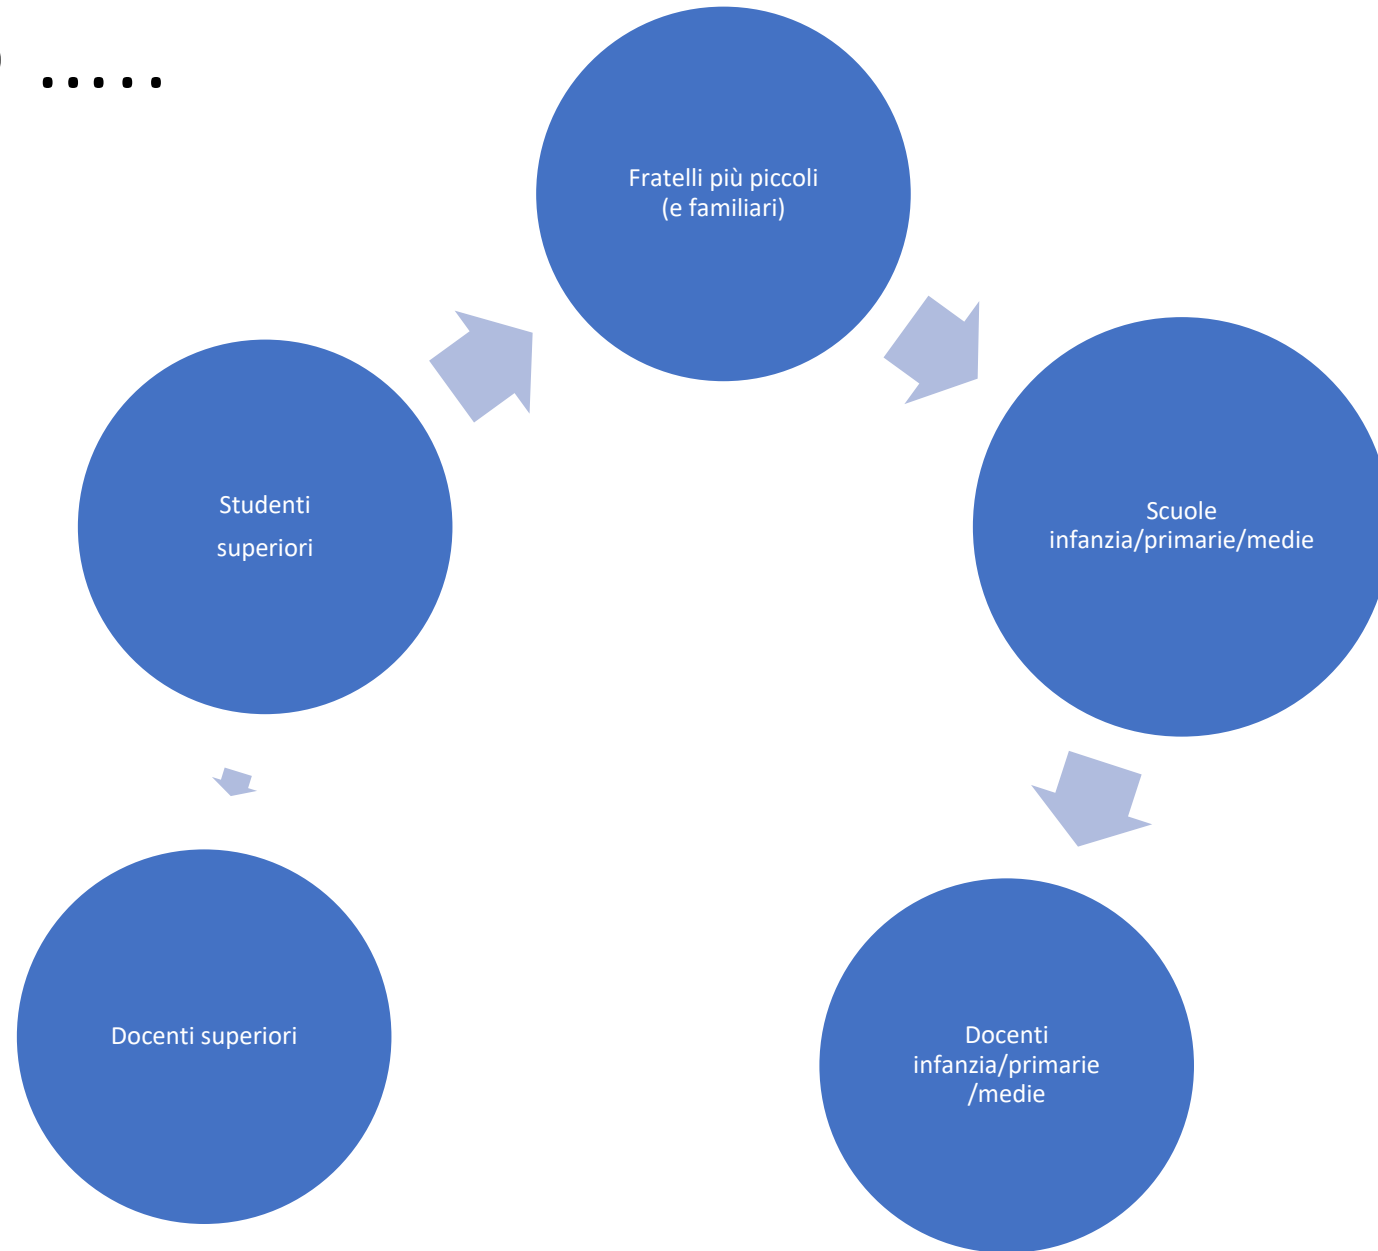 .....
Fratelli più piccoli
(e familiari)
Studenti
superiori
Scuole
infanzia/primarie/medie
Docenti superiori
Docenti
infanzia/primarie
/medie